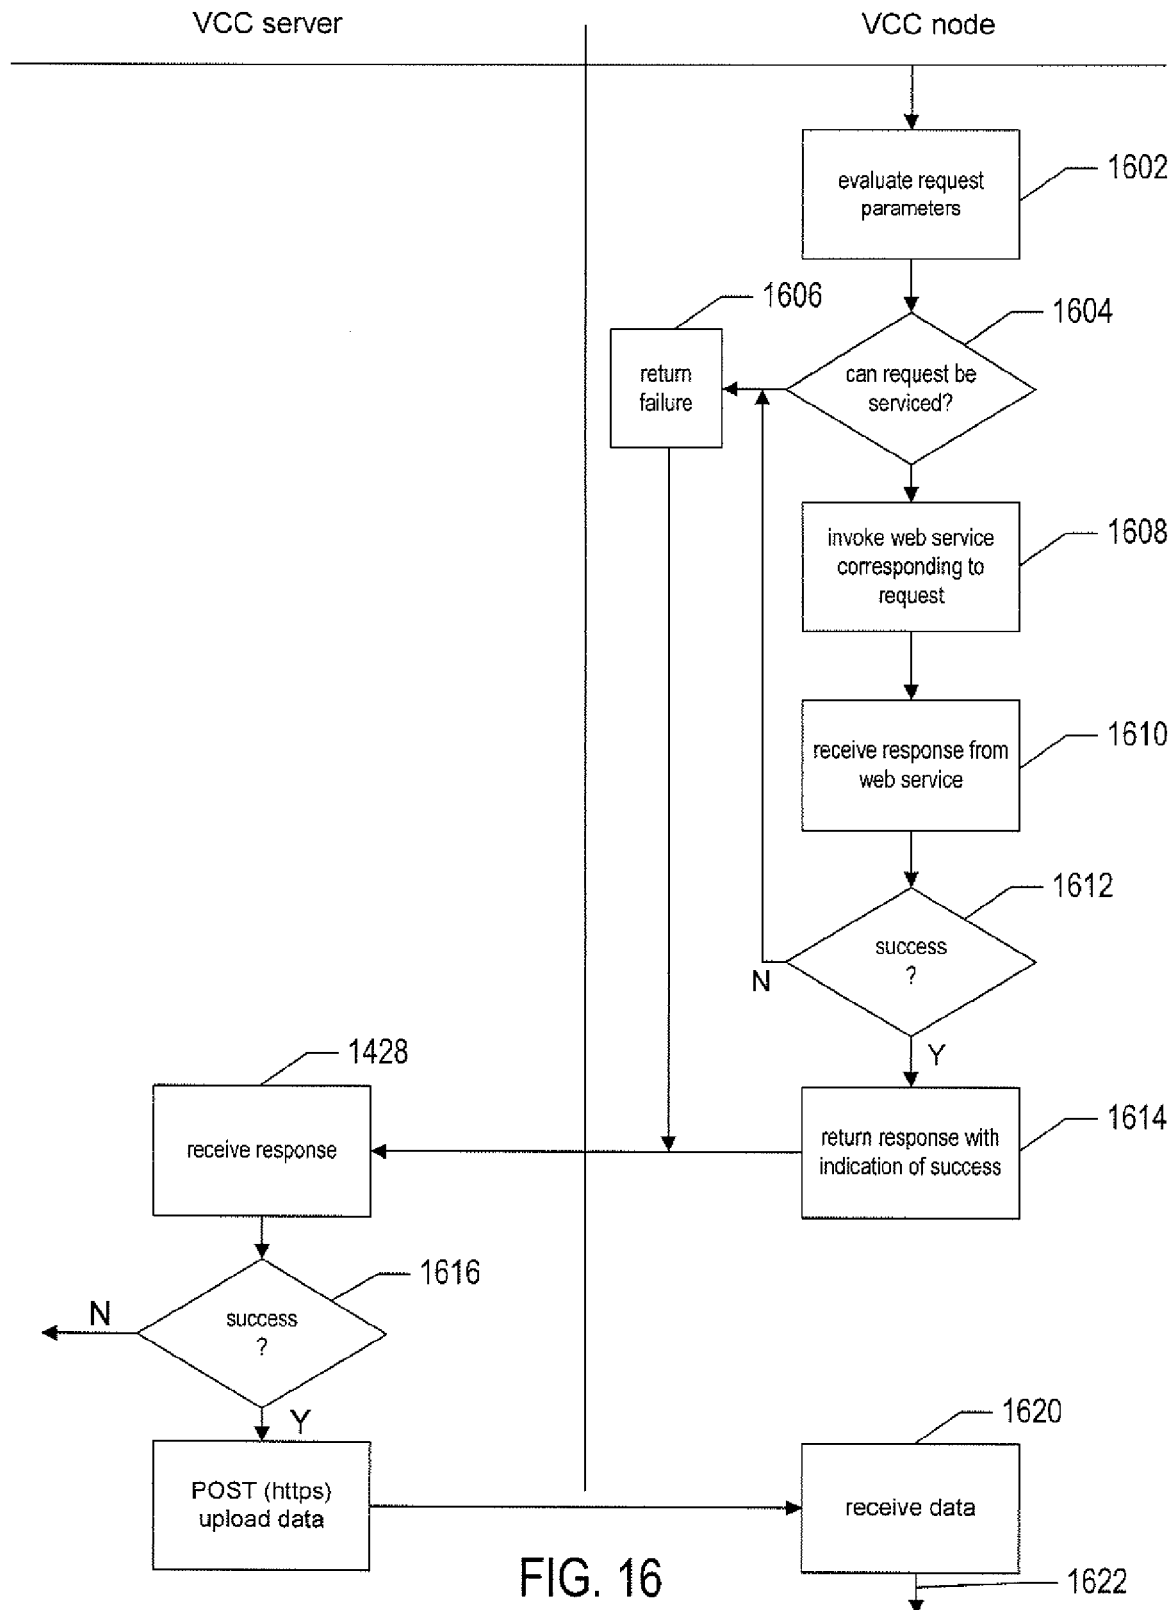 VCC server
VCC node
evaluate request
parameters
1602
1606
1604
return
failure
can request be
serviced?
invoke web service
corresponding to
request
1608
receive response from
web service
1610
1612
success
?
N
Y
1428
receive response
return response with
indication of success
1614
1616
success
?
N
Y
1620
POST (https)
upload data
receive data
FIG. 16
1622